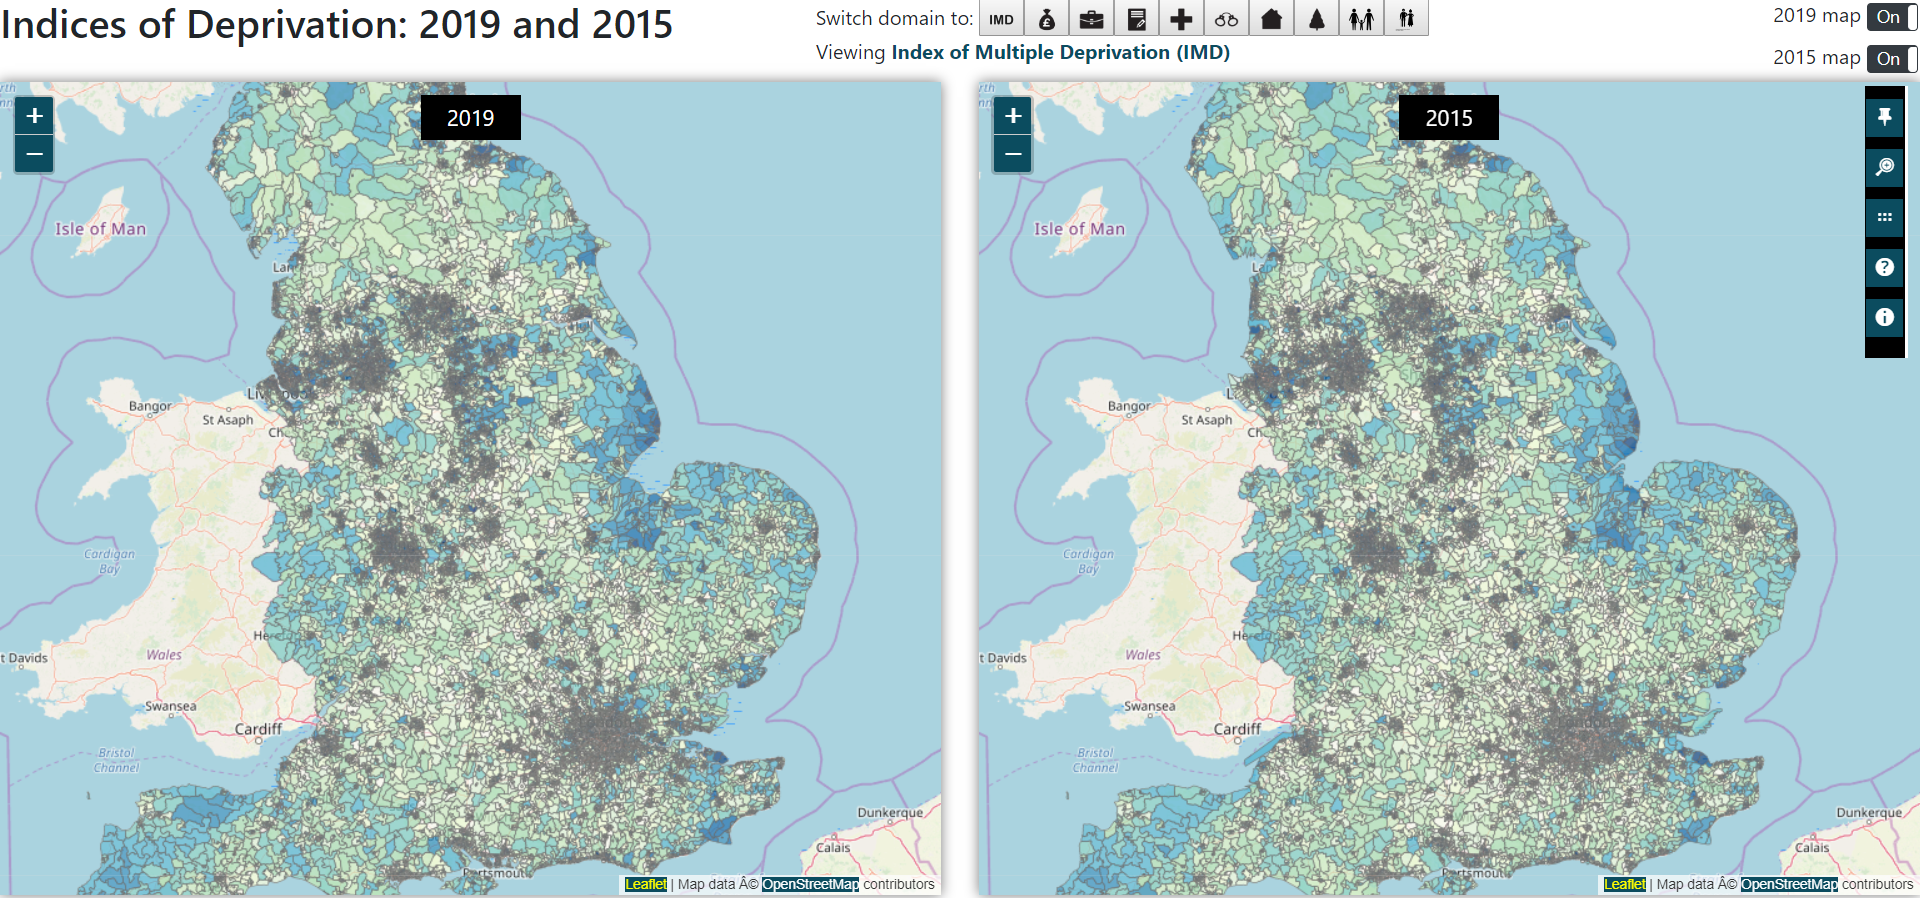 Indices of Deprivation: 2019 and 2015
Switch domain to: IMD
Viewing Index of Multiple Deprivation (IMD)
2019 map On
2015 map On
+
−
2019
Isle of Man
Bangor
St Asaph
Cardigan
Bay
Wales
t Davids
Swansea
Cardiff
Bristol
Channel
Portsmout
Dunkerque
Calais
Leaflet | Map data Â© OpenStreetMap contributors
+
−
2015
Isle of Man
Bangor
St Asaph
Cardigan
Bay
Wales
t Davids
Swansea
Cardiff
Bristol
Channel
Dunkerque
Calais
Leaflet | Map data Â© OpenStreetMap contributors